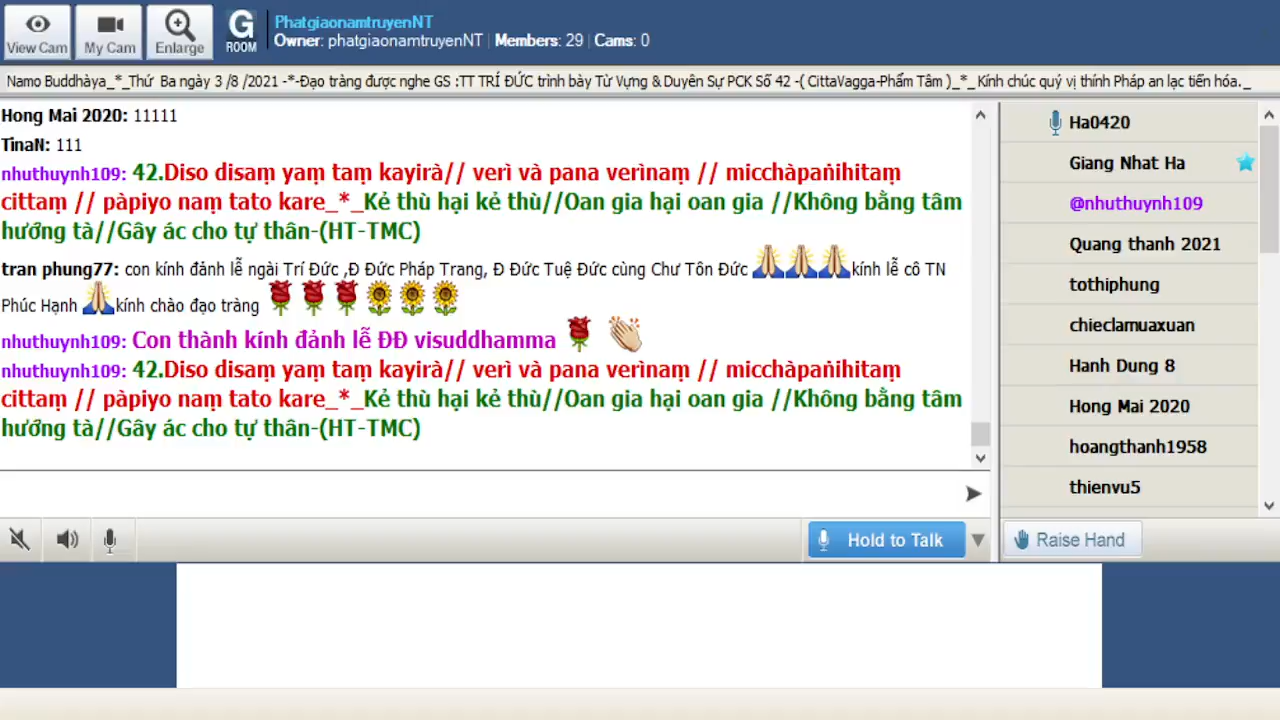 View Cam
My Cam
Enlarge
G
ROOM
PhatgiaonamtruyenNT
Owner: phatgiaonamtruyenNT | Members: 29 | Cams: 0
Namo Buddhàya_*_Thứ Ba ngày 3 /8 /2021 -*-Đạo tràng được nghe GS :TT TRÍ ĐỨC trình bày Từ Vựng & Duyên Sự PCK Số 42 -( CittaVagga-Phẩm Tâm )_*_ Kính chúc quý vị thính Pháp an lạc tiến hóa._
Hong Mai 2020: 11111
TinaN: 111
nhuthuynh109: 42.Diso disaṃ yaṃ taṃ kayirà// verì và pana verìnaṃ // micchàpaṅihitaṃ
cittaṃ // pàpiyo naṃ tato kare_*_Kẻ thù hại kẻ thù//Oan gia hại oan gia //Không bằng tâm
hướng tà//Gây ác cho tự thân-(HT-TMC)
tran phung77: con kính đảnh lễ ngài Trí Đức ,Đ Đức Pháp Trang, Đ Đức Tuệ Đức cùng Chư Tôn Đức 🙏🙏🙏kính lễ cô TN
Phúc Hạnh 🙏kính chào đạo tràng 🌹🌹🌹🌻🌻🌻
nhuthuynh109: Con thành kính đảnh lễ ĐĐ visuddhamma 🌹 👏
nhuthuynh109: 42.Diso disaṃ yaṃ taṃ kayirà// verì và pana verìnaṃ // micchàpaṅihitaṃ
cittaṃ // pàpiyo naṃ tato kare_*_Kẻ thù hại kẻ thù//Oan gia hại oan gia //Không bằng tâm
hướng tà//Gây ác cho tự thân-(HT-TMC)
Hold to Talk
Ha0420
Giang Nhat Ha
@nhuthuynh109
Quang thanh 2021
tothiphung
chieclamuaxuan
Hanh Dung 8
Hong Mai 2020
hoangthanh1958
thienvu5
Raise Hand